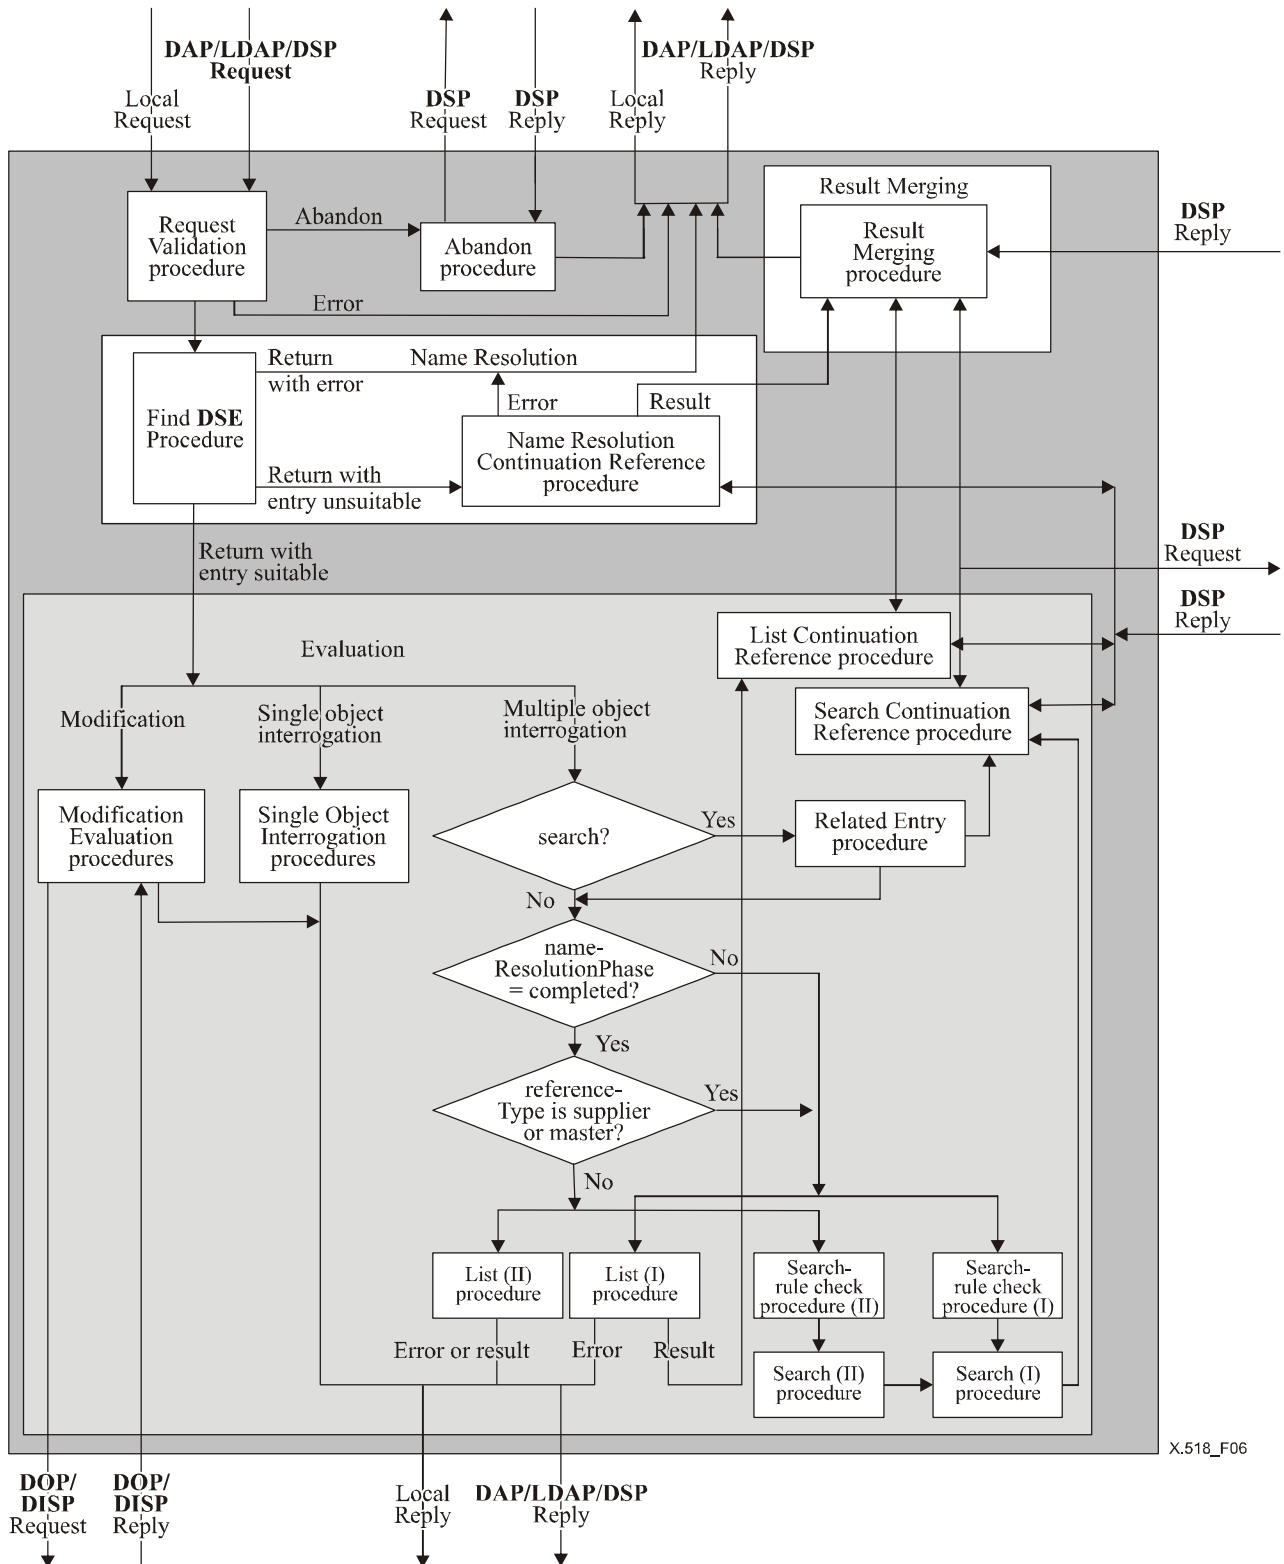 DAP/LDAP/DSP
Request
Local
Request
DSP
Request
DSP
Reply
Local
Reply
DAP/LDAP/DSP
Reply
Request
Validation
procedure
Abandon
Abandon
procedure
Error
Result Merging
Result
Merging
procedure
DSP
Reply
Find DSE
Procedure
Return
with error
Name Resolution
Error
Result
Name Resolution
Continuation Reference
procedure
Return with
entry unsuitable
Return with
entry suitable
DSP
Request
DSP
Reply
Evaluation
List Continuation
Reference procedure
Search Continuation
Reference procedure
Modification
Single object
interrogation
Multiple object
interrogation
Modification
Evaluation
procedures
Single Object
Interrogation
procedures
search?
Yes
Related Entry
procedure
No
name-
ResolutionPhase
= completed?
No
Yes
reference-
Type is supplier
or master?
Yes
No
List (II)
procedure
List (I)
procedure
Search-
rule check
procedure (II)
Search-
rule check
procedure (I)
Error or result
Error
Result
Search (II)
procedure
Search (I)
procedure
X.518_F06
DOP/
DISP
Request
DOP/
DISP
Reply
Local
Reply
DAP/LDAP/DSP
Reply